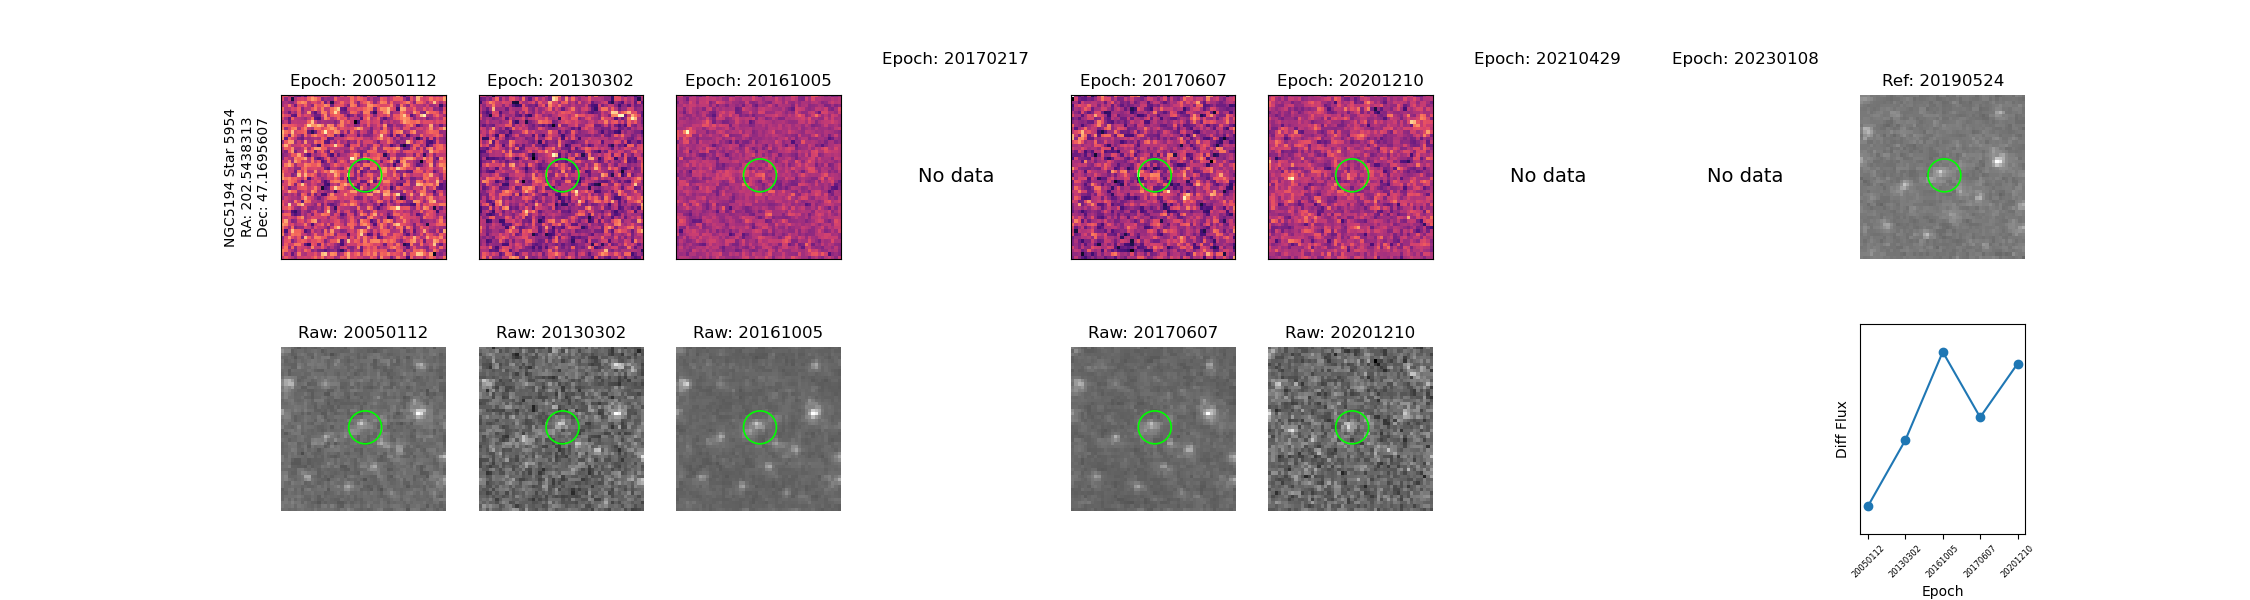 Epoch: 20170217
Epoch: 20210429
Epoch: 20230108
Epoch: 20050112
Epoch: 20130302
Epoch: 20161005
Epoch: 20170607
Epoch: 20201210
Ref: 20190524
NGC5194 Star 5954
RA: 202.5438313
Dec: 47.1695607
No data
No data
No data
Raw: 20050112
Raw: 20130302
Raw: 20161005
Raw: 20170607
Raw: 20201210
Diff Flux
20050112
20130302
20161005
20170607
20201210
Epoch